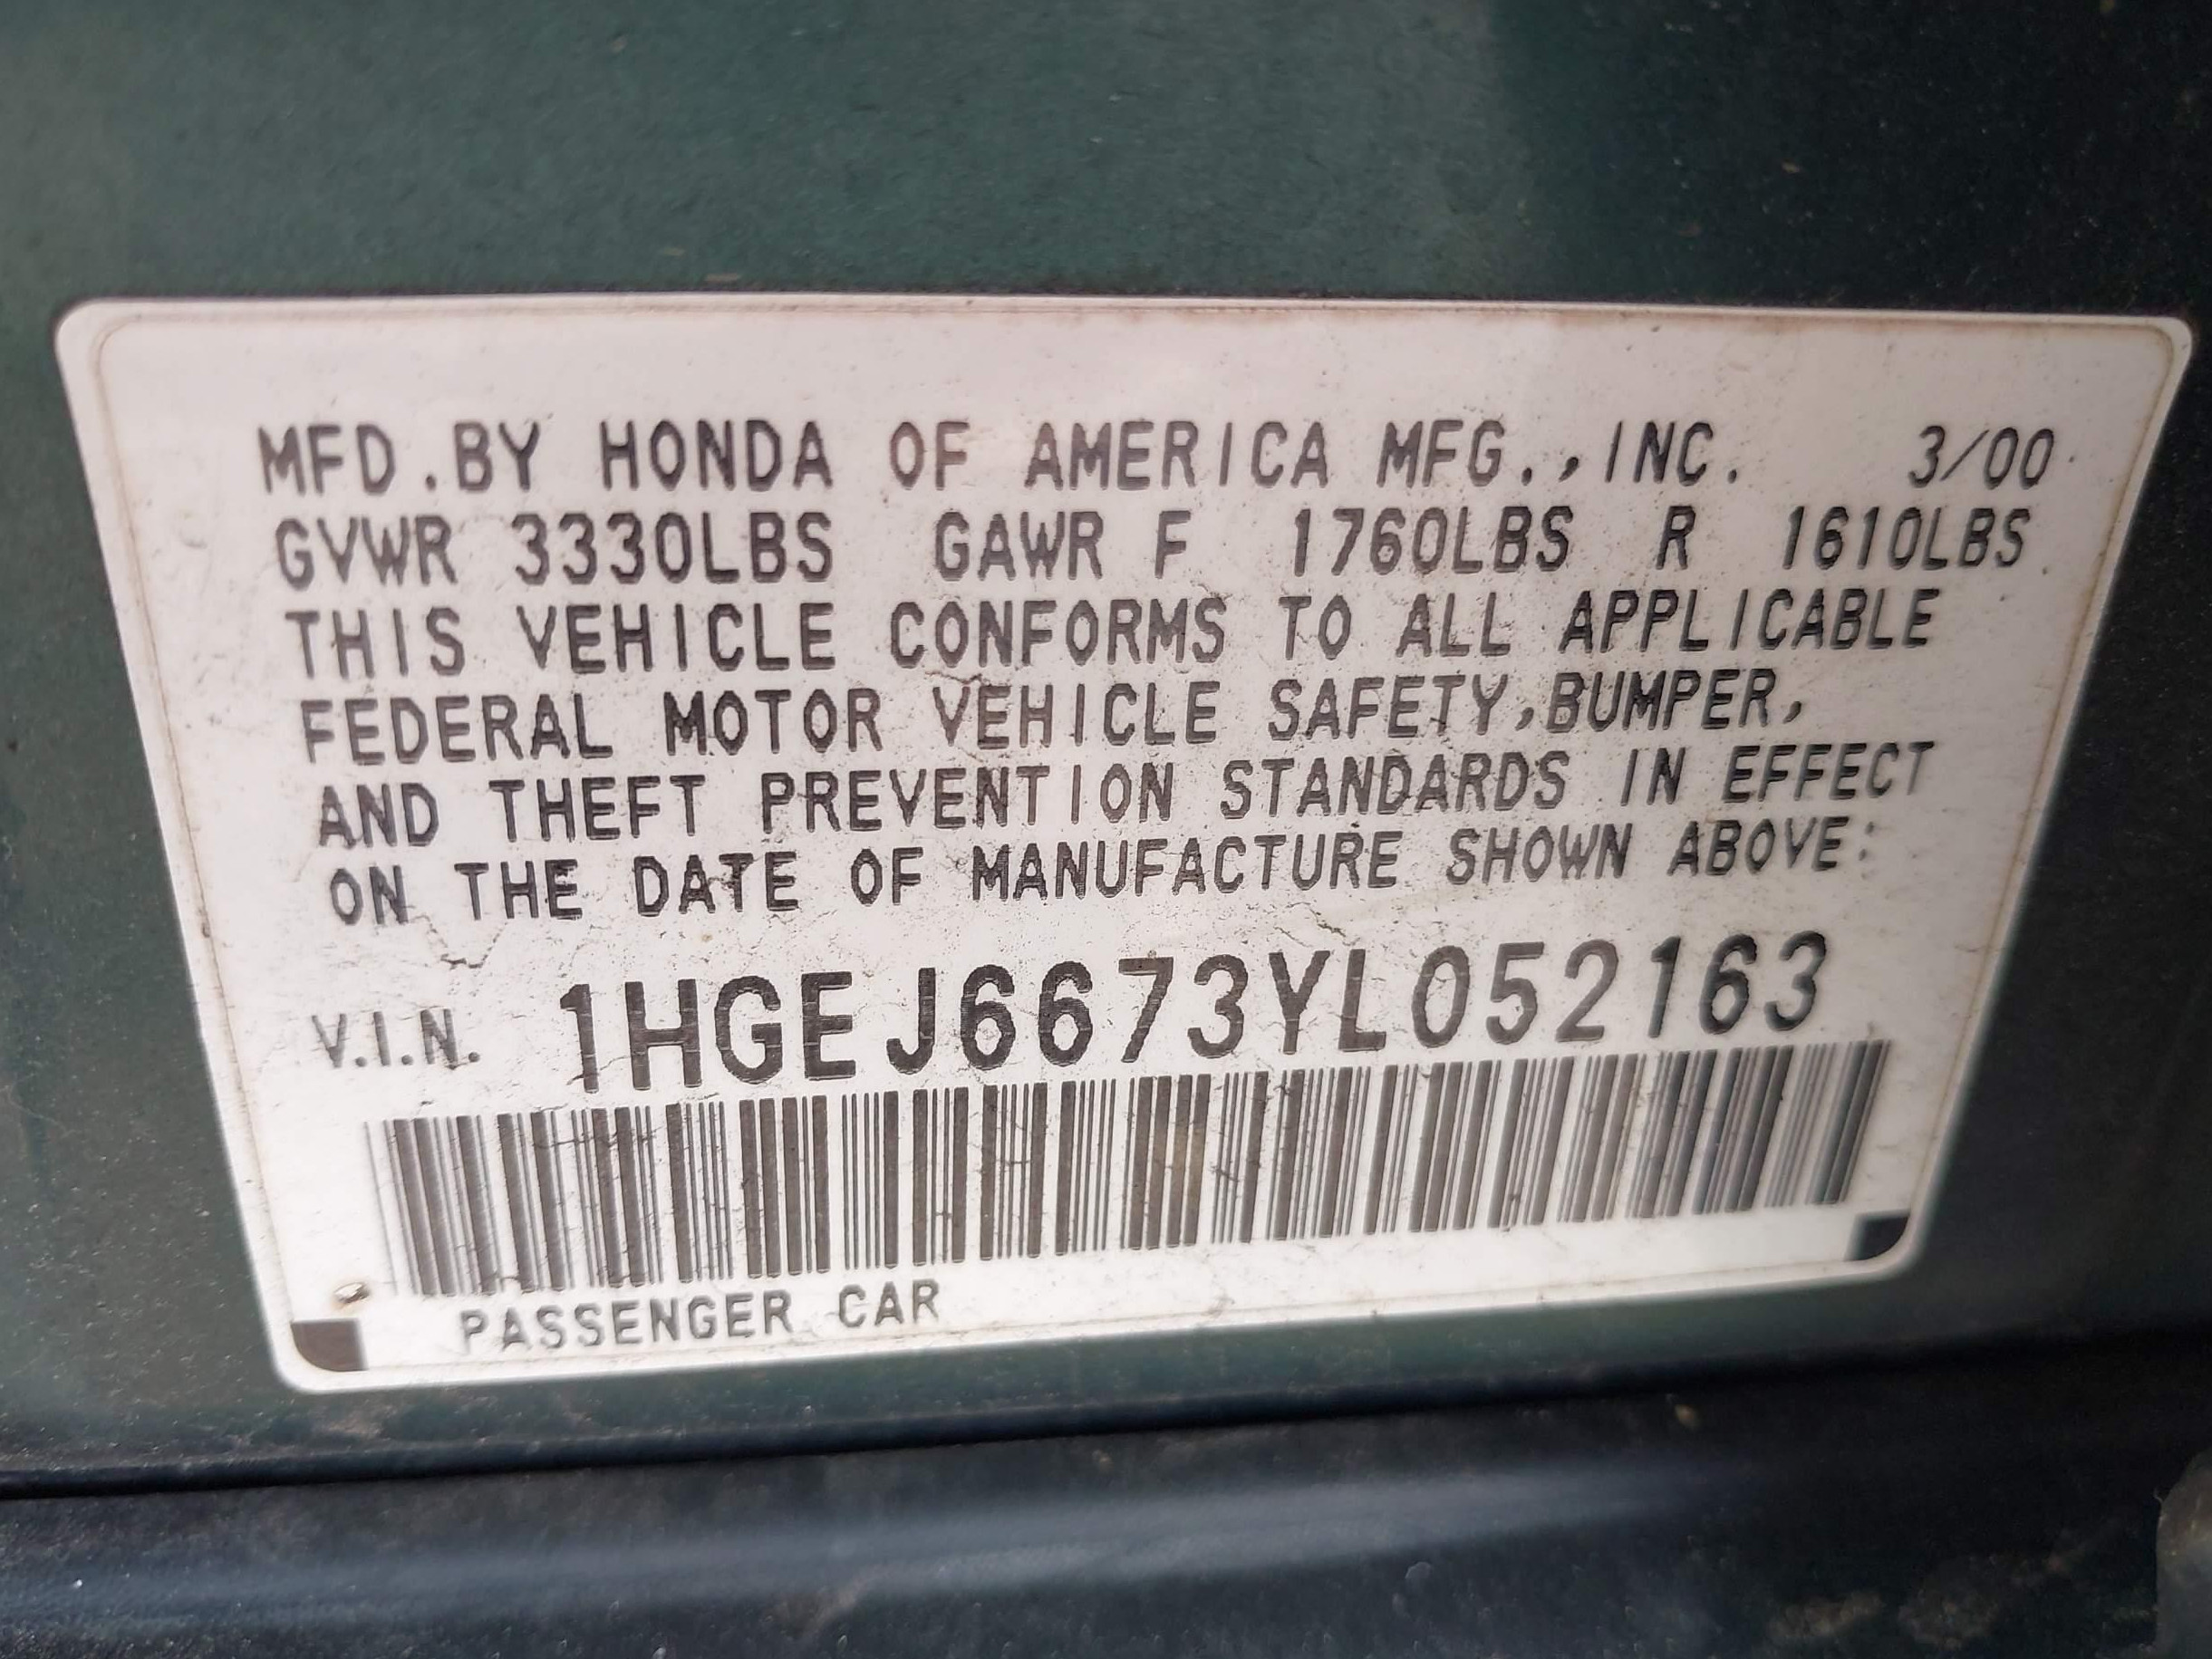 MFD.BY HONDA OF AMERICA MFG.,INC. 3/00
GVWR 3330LBS GAWR F 1760LBS R 1610LBS
THIS VEHICLE CONFORMS TO ALL APPLICABLE
FEDERAL MOTOR VEHICLE SAFETY,BUMPER,
AND THEFT PREVENTION STANDARDS IN EFFECT
ON THE DATE OF MANUFACTURE SHOWN ABOVE:
V.I.N. 1HGEJ6673YL052163
PASSENGER CAR